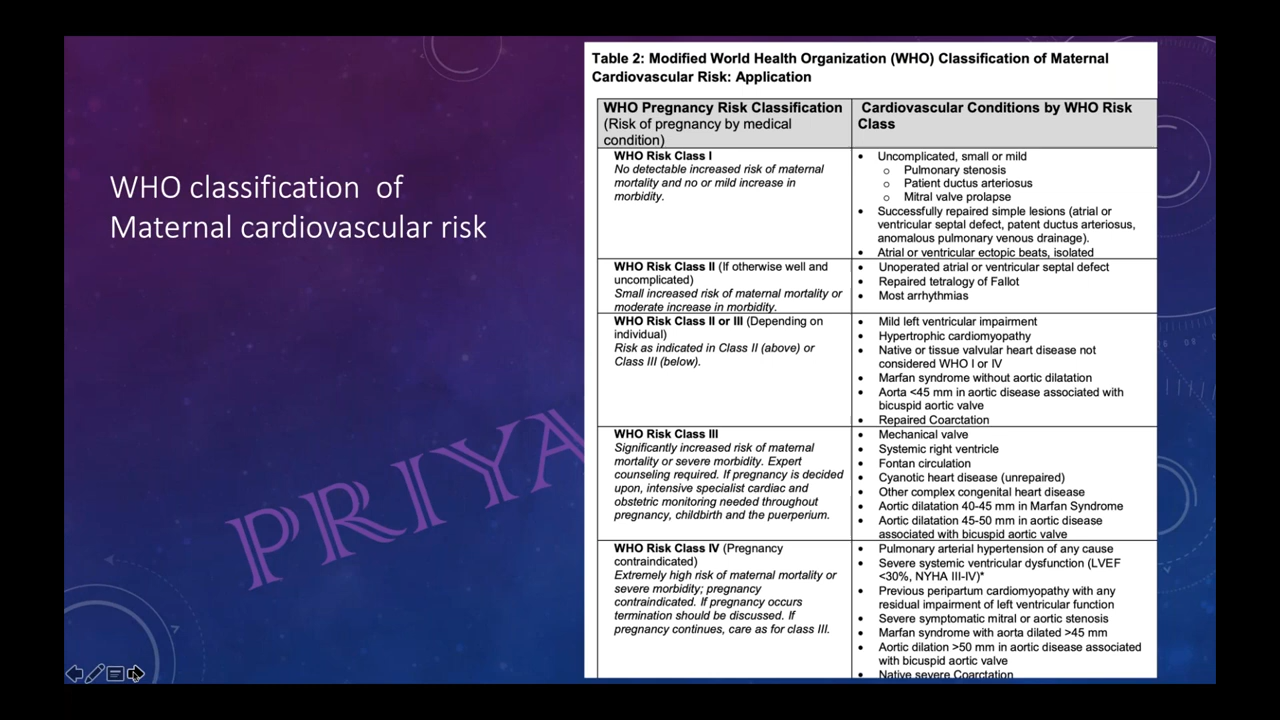 WHO classification of
Maternal cardiovascular risk
PRIYA
Table 2: Modified World Health Organization (WHO) Classification of Maternal
Cardiovascular Risk: Application
WHO Pregnancy Risk Classification
(Risk of pregnancy by medical
condition)
Cardiovascular Conditions by WHO Risk
Class
WHO Risk Class I
No detectable increased risk of maternal
mortality and no or mild increase in
morbidity.
• Uncomplicated, small or mild
o Pulmonary stenosis
o Patient ductus arteriosus
o Mitral valve prolapse
• Successfully repaired simple lesions (atrial or
ventricular septal defect, patent ductus arteriosus,
anomalous pulmonary venous drainage).
• Atrial or ventricular ectopic beats, isolated
WHO Risk Class II (If otherwise well and
uncomplicated)
Small increased risk of maternal mortality or
moderate increase in morbidity.
• Unoperated atrial or ventricular septal defect
• Repaired tetralogy of Fallot
• Most arrhythmias
WHO Risk Class II or III (Depending on
individual)
Risk as indicated in Class II (above) or
Class III (below).
• Mild left ventricular impairment
• Hypertrophic cardiomyopathy
• Native or tissue valvular heart disease not
considered WHO I or IV
• Marfan syndrome without aortic dilatation
• Aorta <45 mm in aortic disease associated with
bicuspid aortic valve
• Repaired Coarctation
WHO Risk Class III
Significantly increased risk of maternal
mortality or severe morbidity. Expert
counseling required. If pregnancy is decided
upon, intensive specialist cardiac and
obstetric monitoring needed throughout
pregnancy, childbirth and the puerperium.
• Mechanical valve
• Systemic right ventricle
• Fontan circulation
• Cyanotic heart disease (unrepaired)
• Other complex congenital heart disease
• Aortic dilatation 40-45 mm in Marfan Syndrome
• Aortic dilatation 45-50 mm in aortic disease
associated with bicuspid aortic valve
WHO Risk Class IV (Pregnancy
contraindicated)
Extremely high risk of maternal mortality or
severe morbidity; pregnancy
contraindicated. If pregnancy occurs
termination should be discussed. If
pregnancy continues, care as for class III.
• Pulmonary arterial hypertension of any cause
• Severe systemic ventricular dysfunction (LVEF
<30%, NYHA III-IV)*
• Previous peripartum cardiomyopathy with any
residual impairment of left ventricular function
• Severe symptomatic mitral or aortic stenosis
• Marfan syndrome with aorta dilated >45 mm
• Aortic dilation >50 mm in aortic disease associated
with bicuspid aortic valve
• Native severe Coarctation